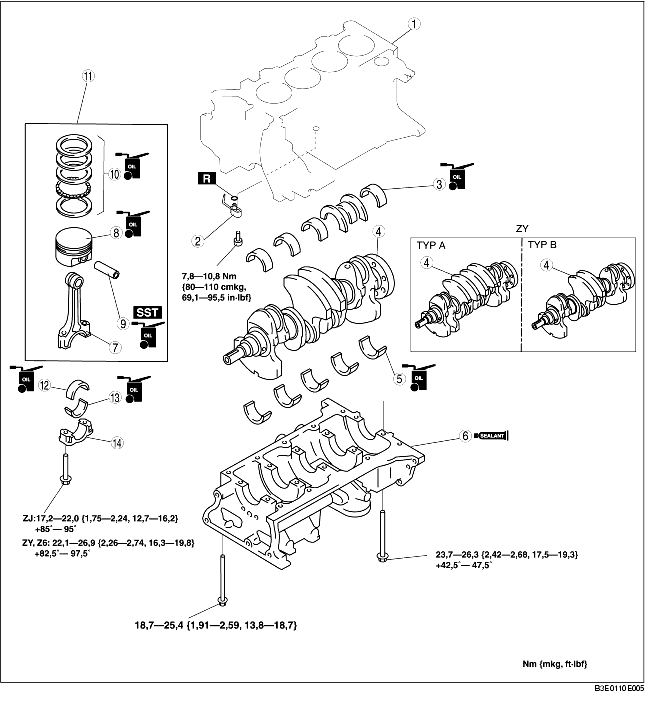 1
11
OIL
10
R
OIL
3
8
OIL
2
4
ZY
TYP A
TYP B
4
4
7,8—10,8 Nm
{80—110 cmkg,
69,1—95,5 in·lbf}
9
SST
7
OIL
OIL
12
OIL
13
5
OIL
14
6
SEALANT
ZJ:17,2—22,0 {1,75—2,24, 12,7—16,2}
+85˚— 95˚
ZY, Z6: 22,1—26,9 {2,26—2,74, 16,3—19,8}
+82,5˚— 97,5˚
23,7—26,3 {2,42—2,68, 17,5—19,3}
+42,5˚— 47,5˚
18,7—25,4 {1,91—2,59, 13,8—18,7}
Nm {mkg, ft·lbf}
B3E0110E005